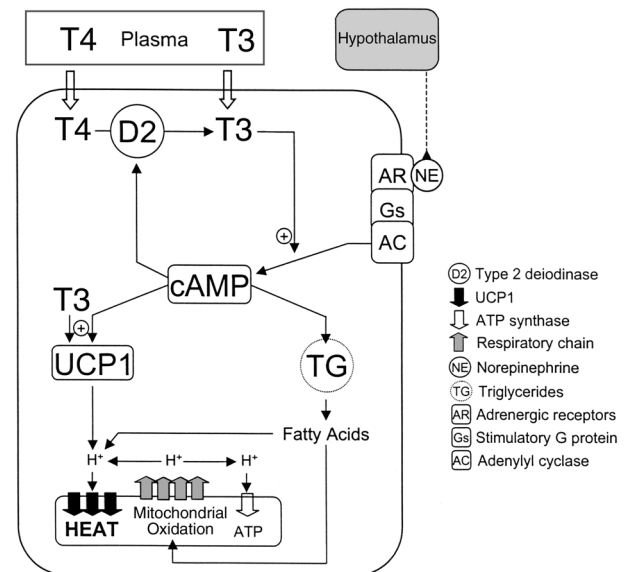 T4 Plasma T3
Hypothalamus
T4 D2 T3
AR NE
Gs
+
AC
cAMP
T3
+
UCP1
TG
Fatty Acids
H+ H+ H+
HEAT
Mitochondrial
Oxidation
ATP
D2 Type 2 deiodinase
UCP1
ATP synthase
Respiratory chain
NE Norepinephrine
TG Triglycerides
AR Adrenergic receptors
Gs Stimulatory G protein
AC Adenylyl cyclase